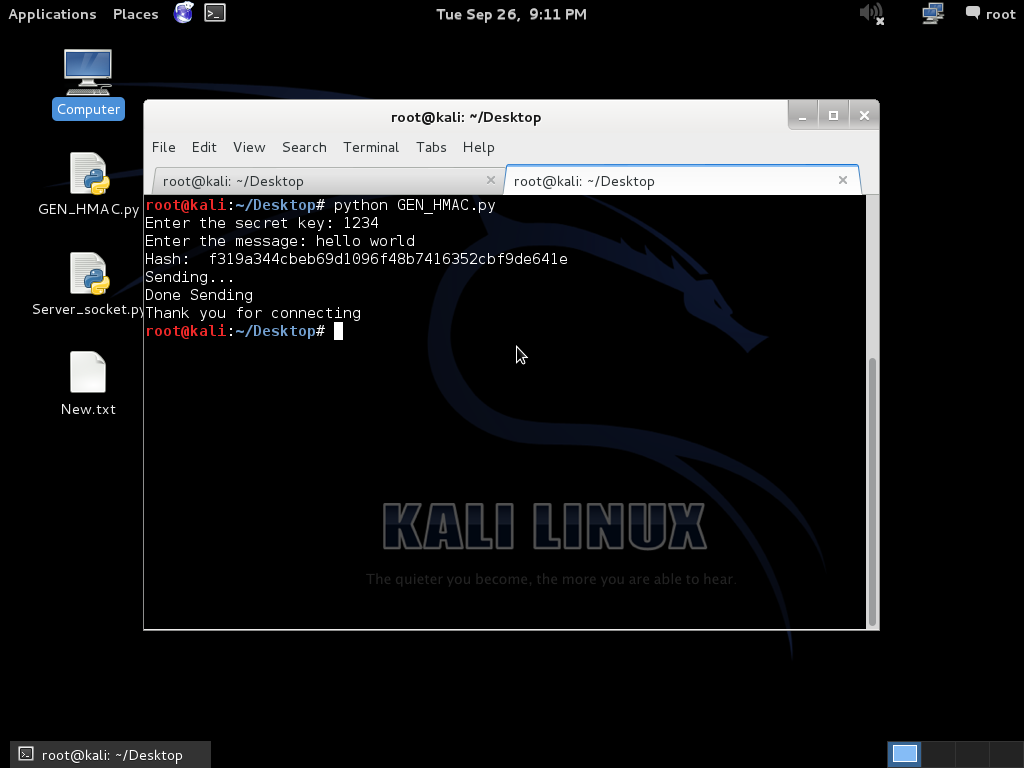 Applications Places Tue Sep 26, 9:11 PM root
Computer
GEN_HMAC.py
Server_socket.py
New.txt
root@kali: ~/Desktop
File Edit View Search Terminal Tabs Help
root@kali: ~/Desktop root@kali: ~/Desktop
root@kali:~/Desktop# python GEN_HMAC.py
Enter the secret key: 1234
Enter the message: hello world
Hash:  f319a344cbeb69d1096f48b7416352cbf9de641e
Sending...
Done Sending
Thank you for connecting
root@kali:~/Desktop#
KALI LINUX
The quieter you become, the more you are able to hear.
root@kali: ~/Desktop